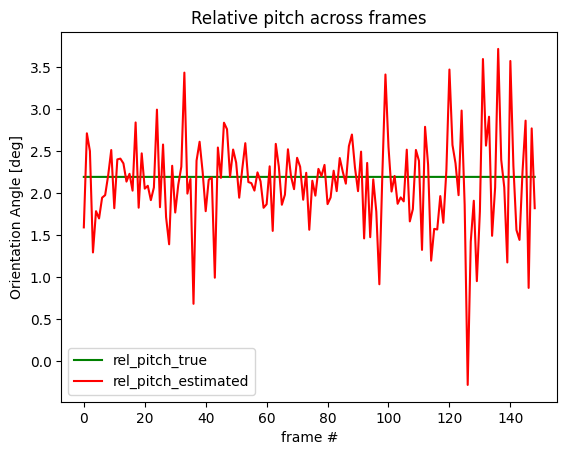 Relative pitch across frames
Orientation Angle [deg]
3.5
3.0
2.5
2.0
1.5
1.0
0.5
0.0
rel_pitch_true
rel_pitch_estimated
0 20 40 60 80 100 120 140
frame #